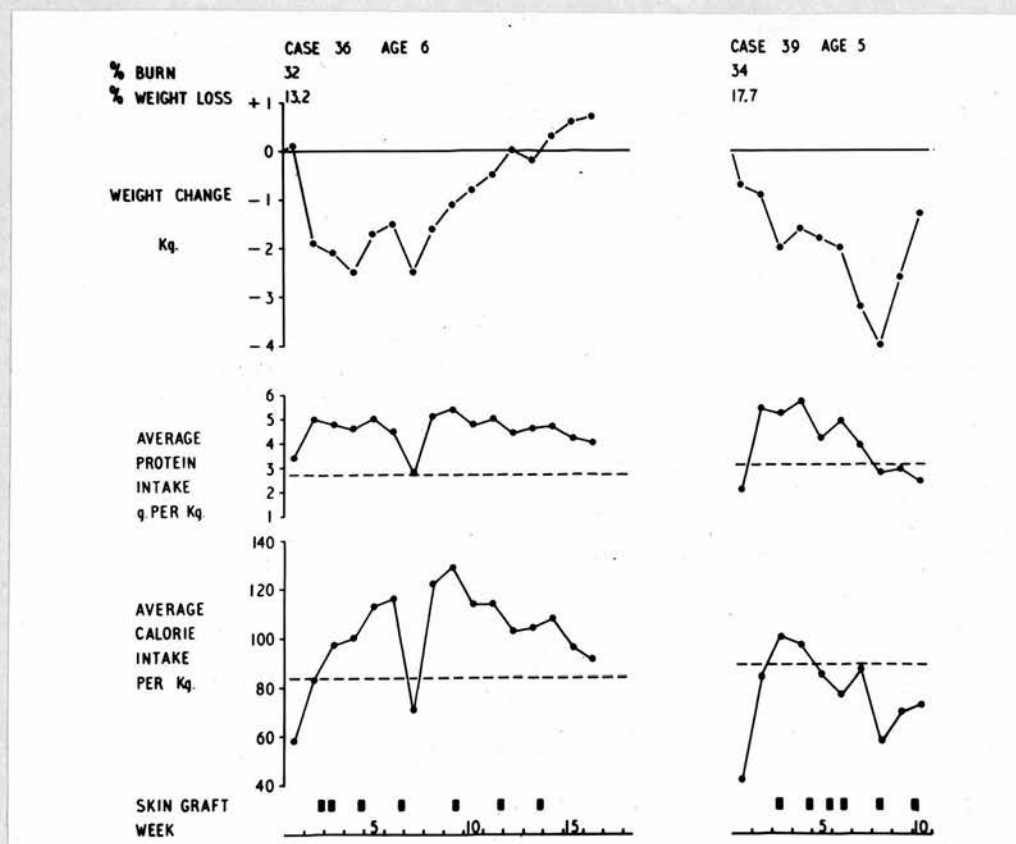 CASE 36 AGE 6 CASE 39 AGE 5
% BURN 32 34
% WEIGHT LOSS 13.2 17.7
+1
0
WEIGHT CHANGE -1
Kg. -2
-3
-4
6
5
AVERAGE 4
PROTEIN 3
INTAKE 2
g. PER Kg. 1
140
120
AVERAGE
CALORIE 100
INTAKE
PER Kg. 80
60
40
SKIN GRAFT
WEEK 5 10 15 5 10